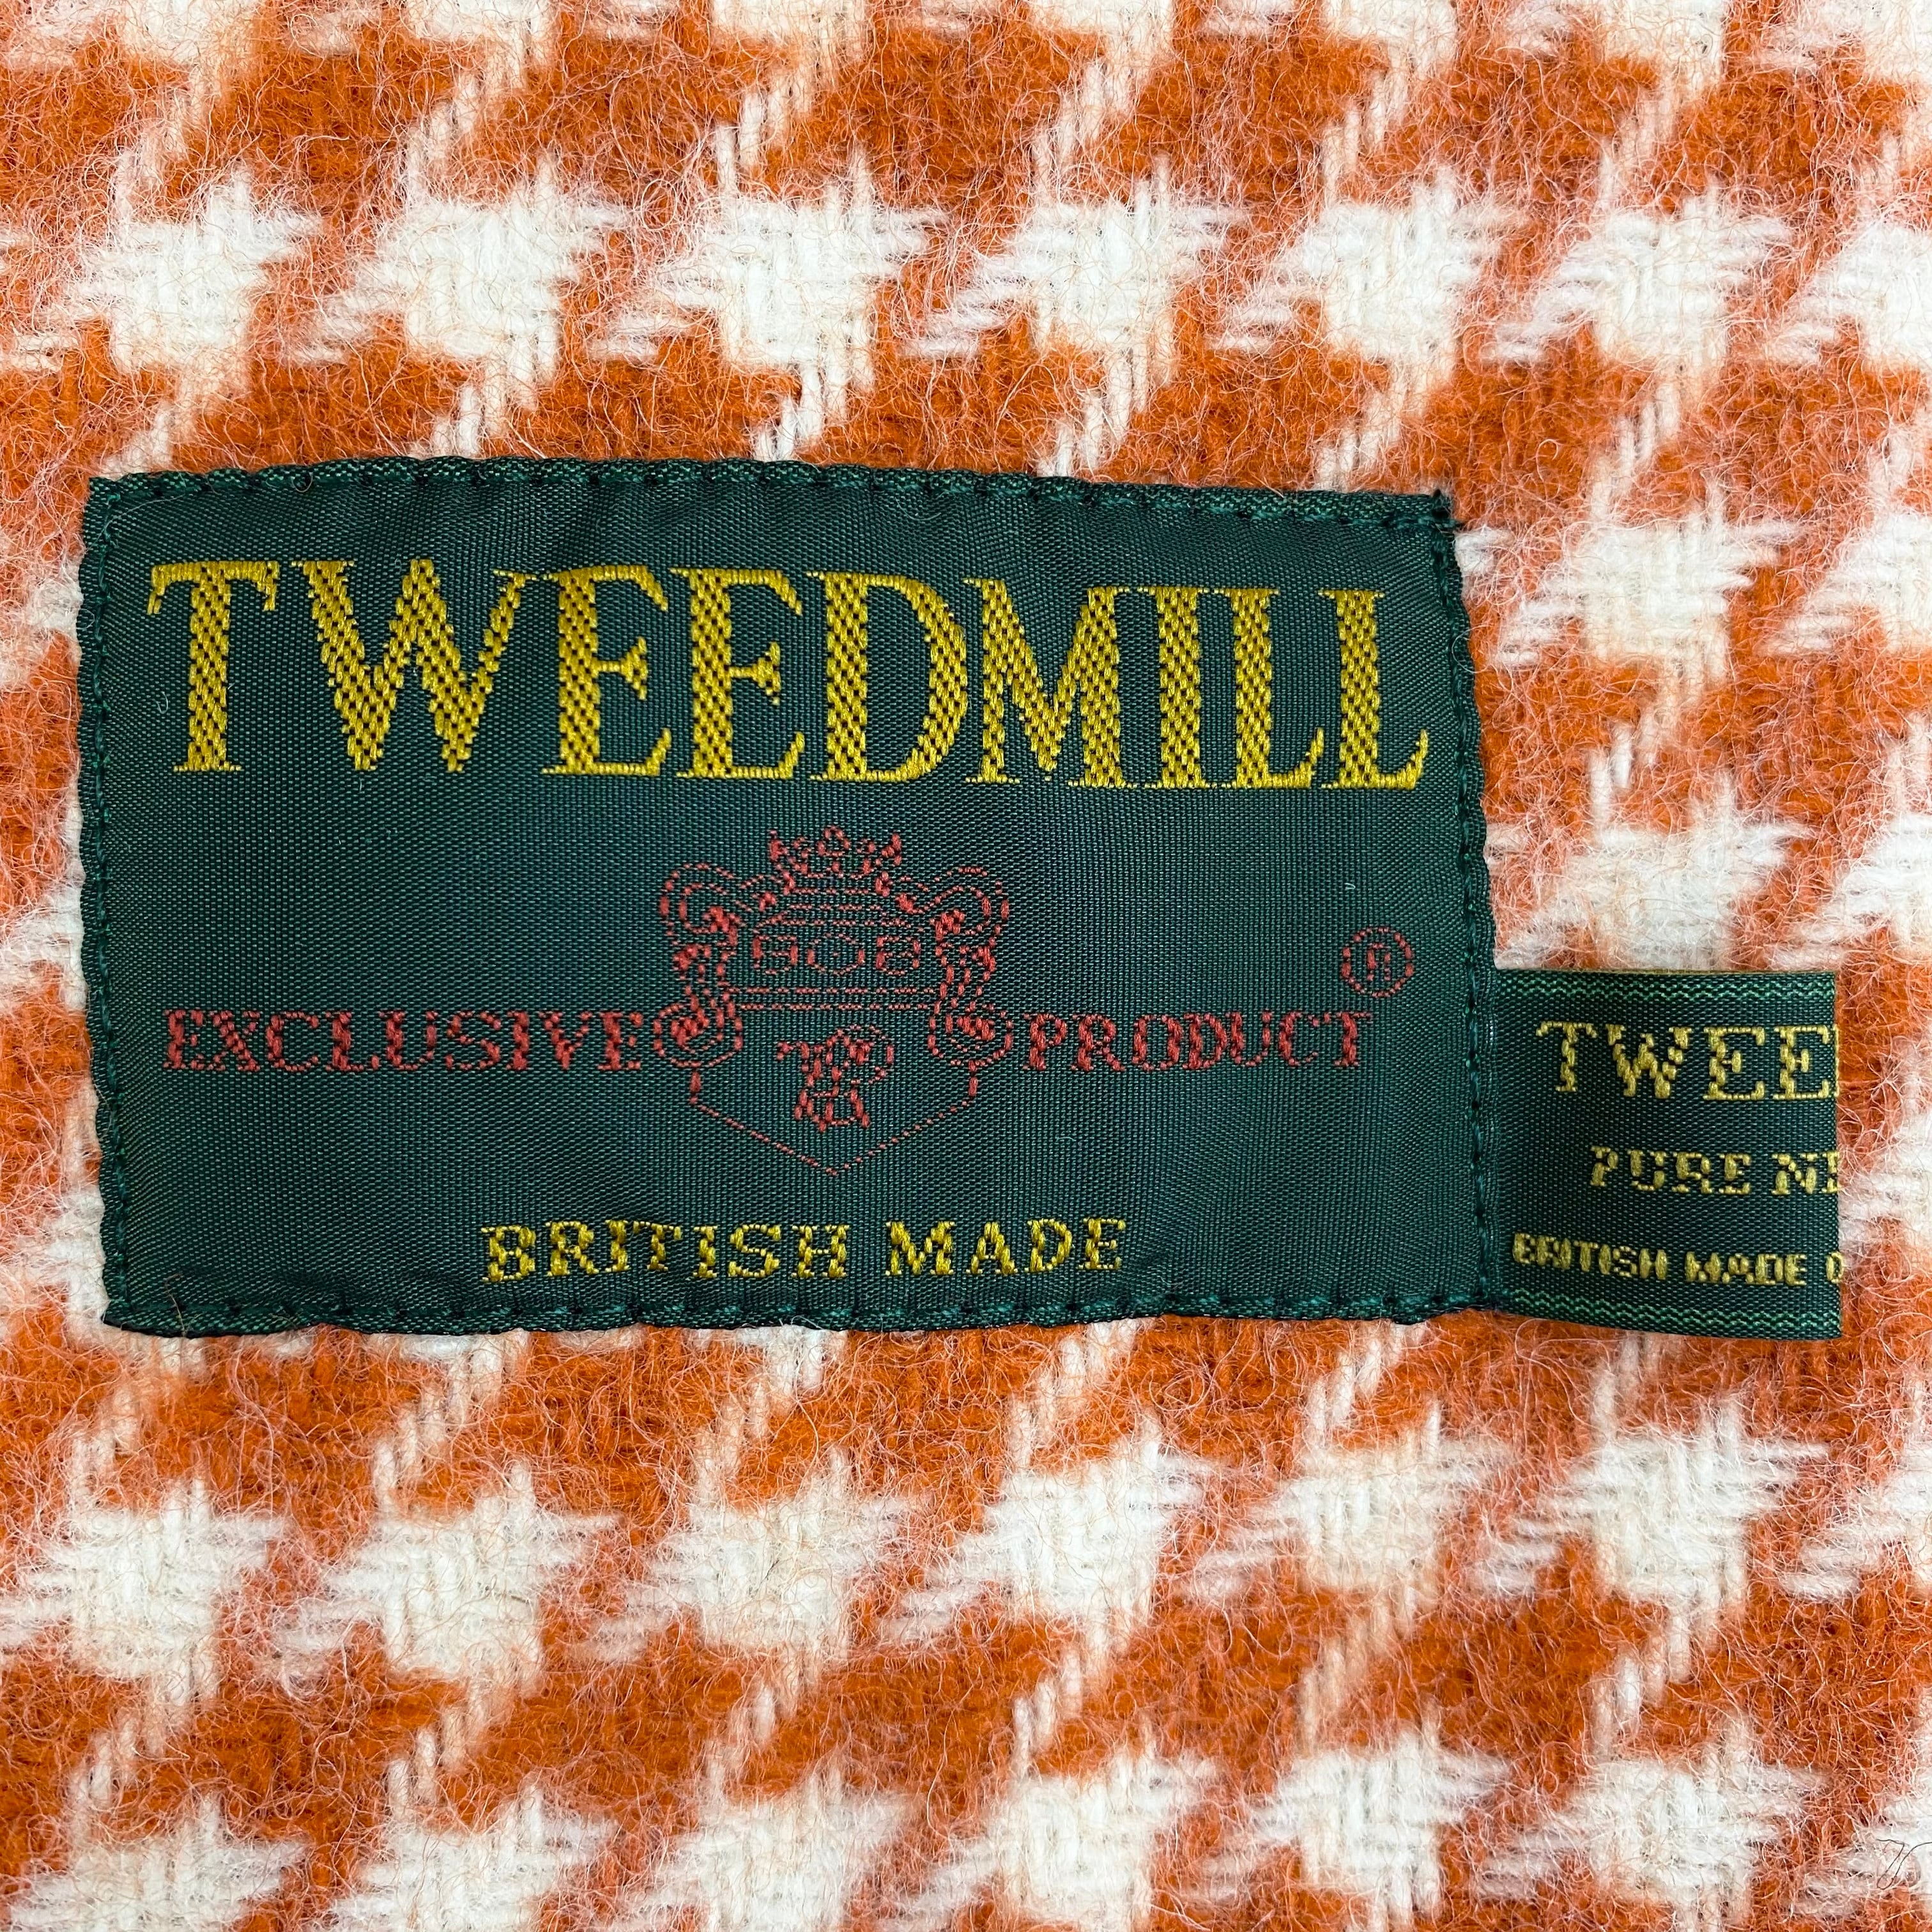 TWEEDMILL
EXCLUSIVE PRODUCT ®
BRITISH MADE
TWEE
PURE NE
BRITISH MADE